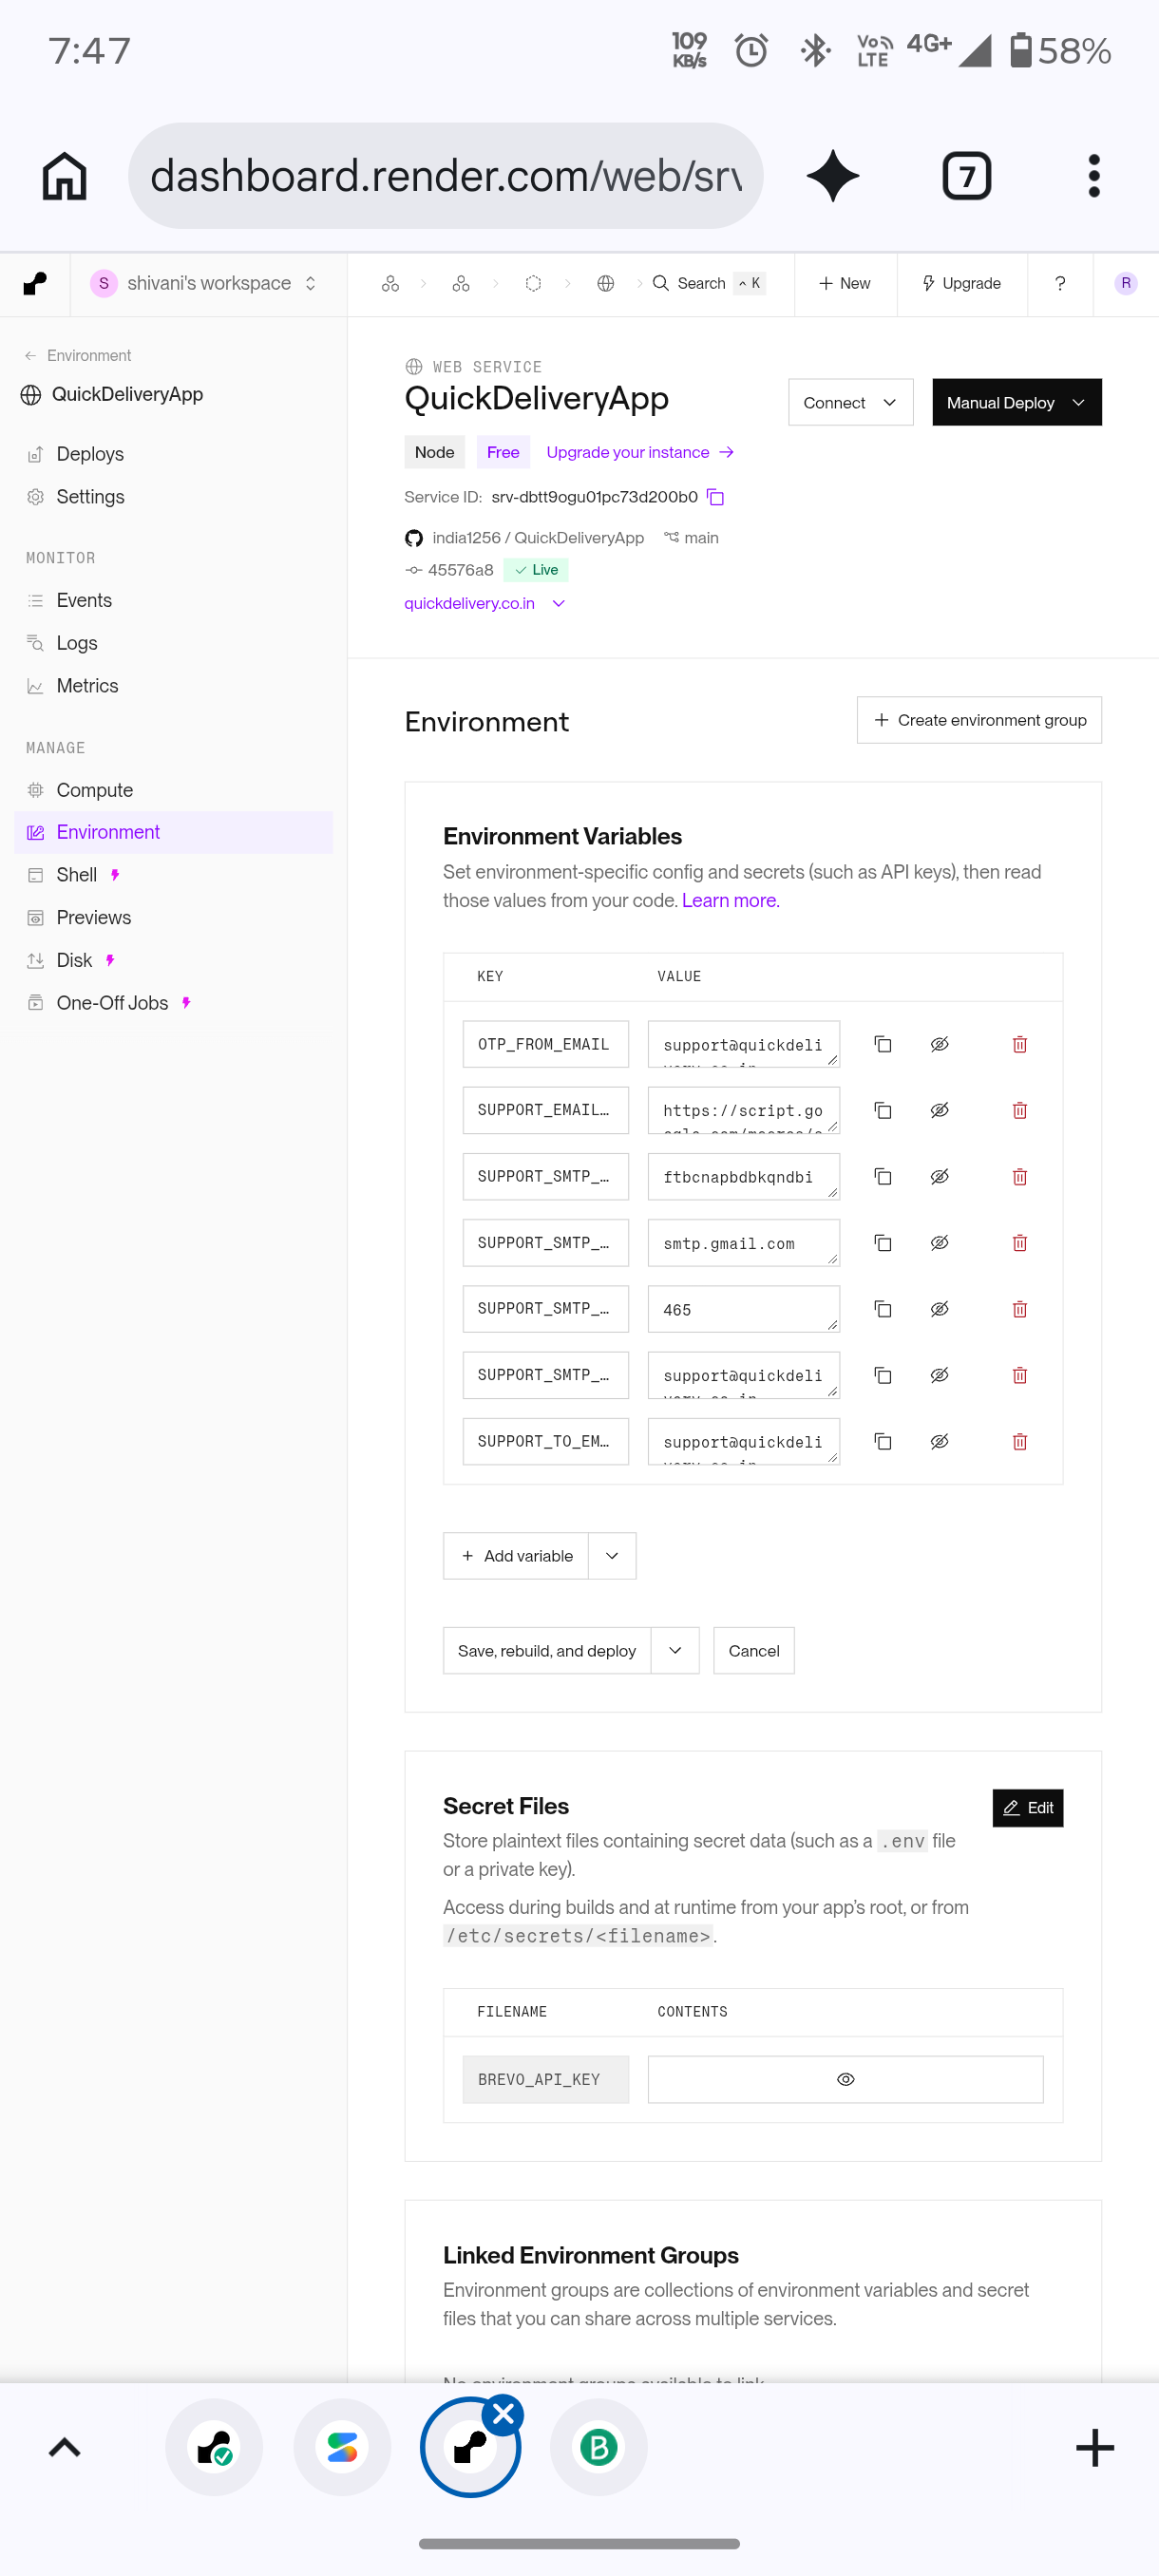 7:47
109 KB/s
Vo LTE
4G+
58%
dashboard.render.com/web/srv
7
S shivani's workspace
Search ^ K
+ New
Upgrade
?
R
← Environment
QuickDeliveryApp
Deploys
Settings
MONITOR
Events
Logs
Metrics
MANAGE
Compute
Environment
Shell
Previews
Disk
One-Off Jobs
WEB SERVICE
QuickDeliveryApp
Connect
Manual Deploy
Node
Free
Upgrade your instance →
Service ID: srv-dbtt9ogu01pc73d200b0
india1256 / QuickDeliveryApp main
45576a8 Live
quickdelivery.co.in
Environment
+ Create environment group
Environment Variables
Set environment-specific config and secrets (such as API keys), then read
those values from your code. Learn more.
KEY VALUE
OTP_FROM_EMAIL support@quickdeli
SUPPORT_EMAIL… https://script.go
SUPPORT_SMTP_… ftbcnapbdbkqndbi
SUPPORT_SMTP_… smtp.gmail.com
SUPPORT_SMTP_… 465
SUPPORT_SMTP_… support@quickdeli
SUPPORT_TO_EM… support@quickdeli
+ Add variable
Save, rebuild, and deploy
Cancel
Secret Files
Edit
Store plaintext files containing secret data (such as a .env file
or a private key).
Access during builds and at runtime from your app's root, or from
/etc/secrets/<filename>.
FILENAME CONTENTS
BREVO_API_KEY
Linked Environment Groups
Environment groups are collections of environment variables and secret
files that you can share across multiple services.
No environment groups available to link
B